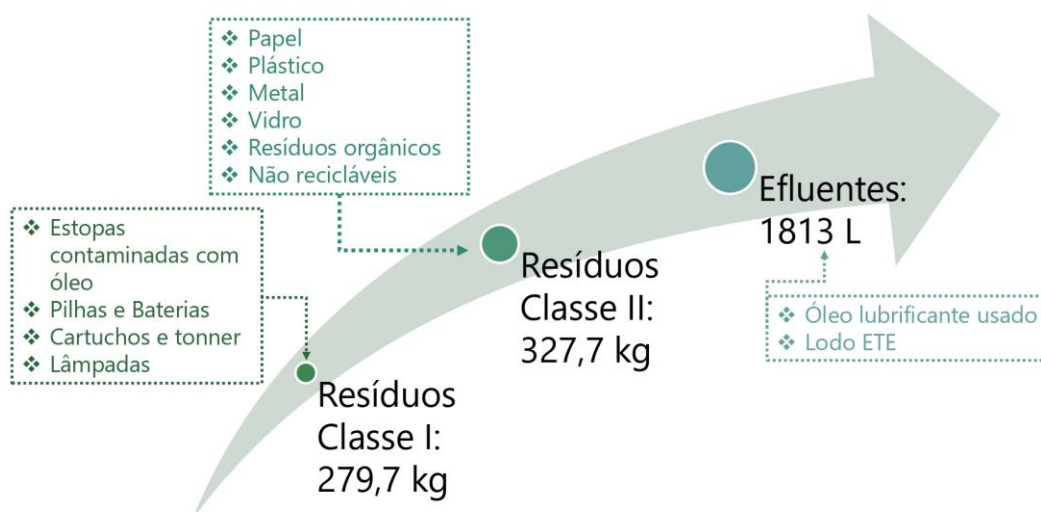 ❖ Papel
❖ Plástico
❖ Metal
❖ Vidro
❖ Resíduos orgânicos
❖ Não recicláveis
❖ Estopas
contaminadas com
óleo
❖ Pilhas e Baterias
❖ Cartuchos e tonner
❖ Lâmpadas
Resíduos
Classe I:
279,7 kg
Resíduos
Classe II:
327,7 kg
Efluentes:
1813 L
❖ Óleo lubrificante usado
❖ Lodo ETE